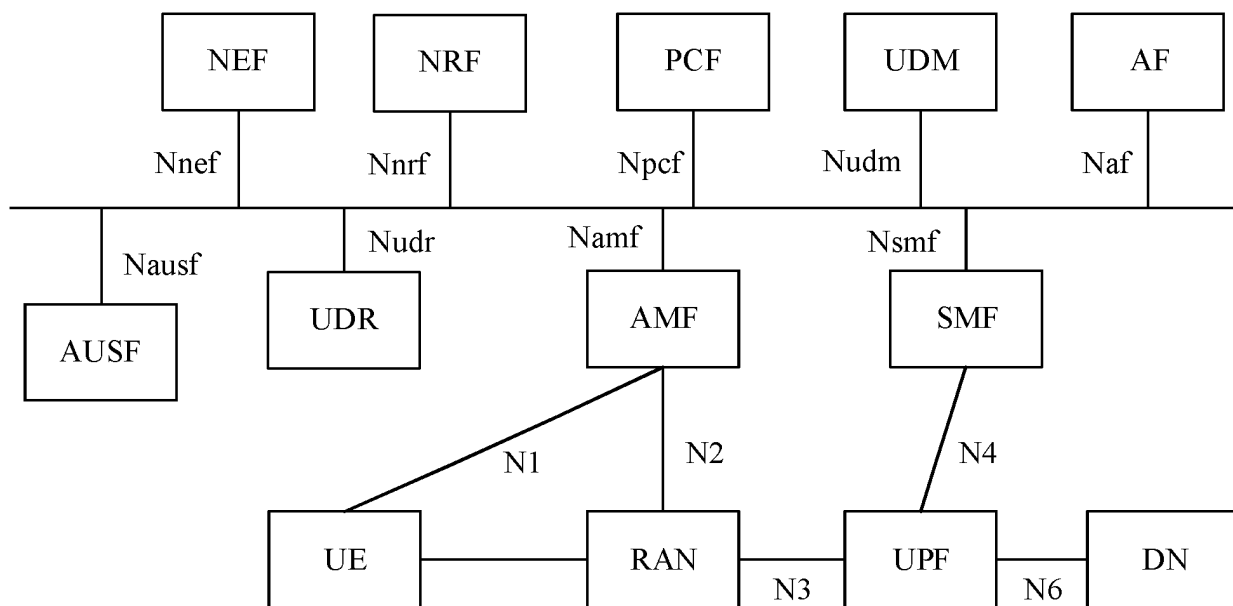 NEF NRF PCF UDM AF
Nnef Nnrf Npcf Nudm Naf
Nausf Nudr Namf Nsmf
AUSF UDR AMF SMF
N1 N2 N4
UE RAN UPF DN
N3 N6